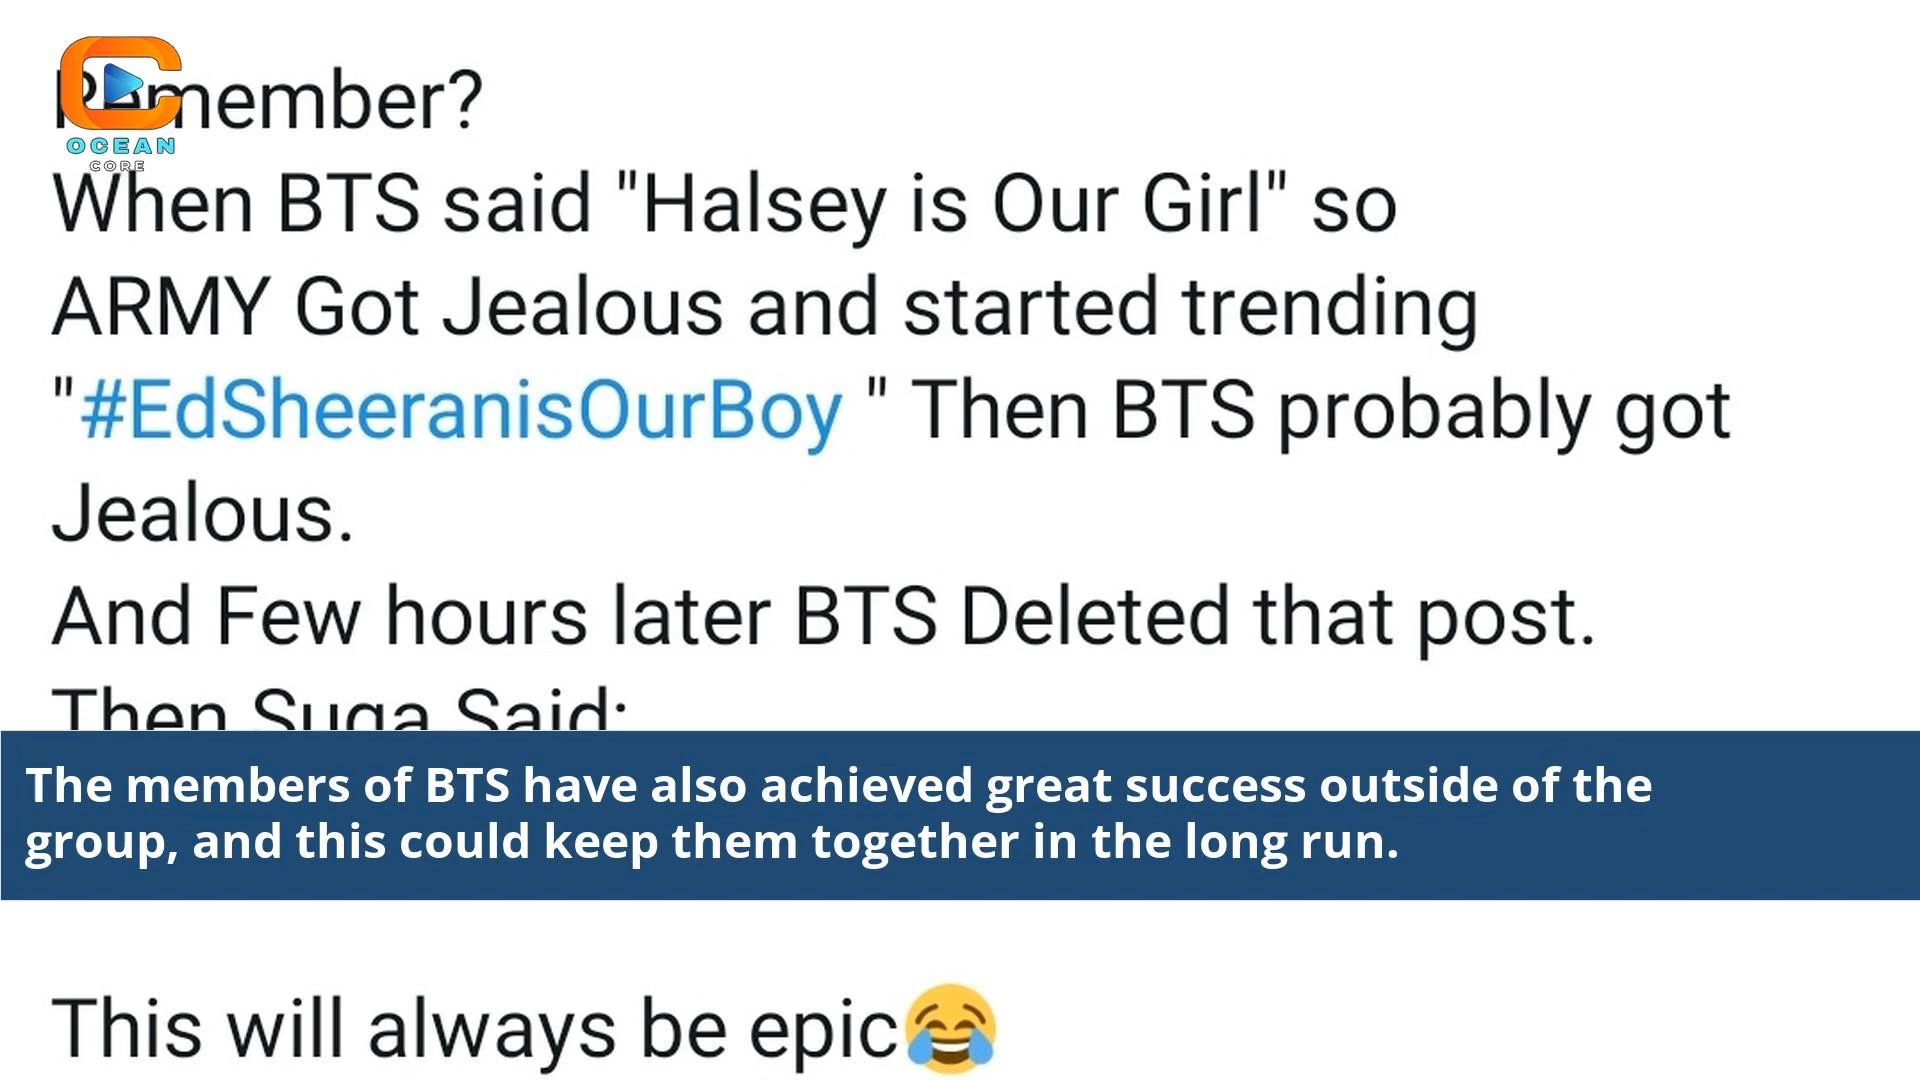 Remember?
OCEAN
CORE
When BTS said "Halsey is Our Girl" so
ARMY Got Jealous and started trending
"#EdSheeranisOurBoy " Then BTS probably got
Jealous.
And Few hours later BTS Deleted that post.
Then Suga Said:
The members of BTS have also achieved great success outside of the
group, and this could keep them together in the long run.
This will always be epic😂